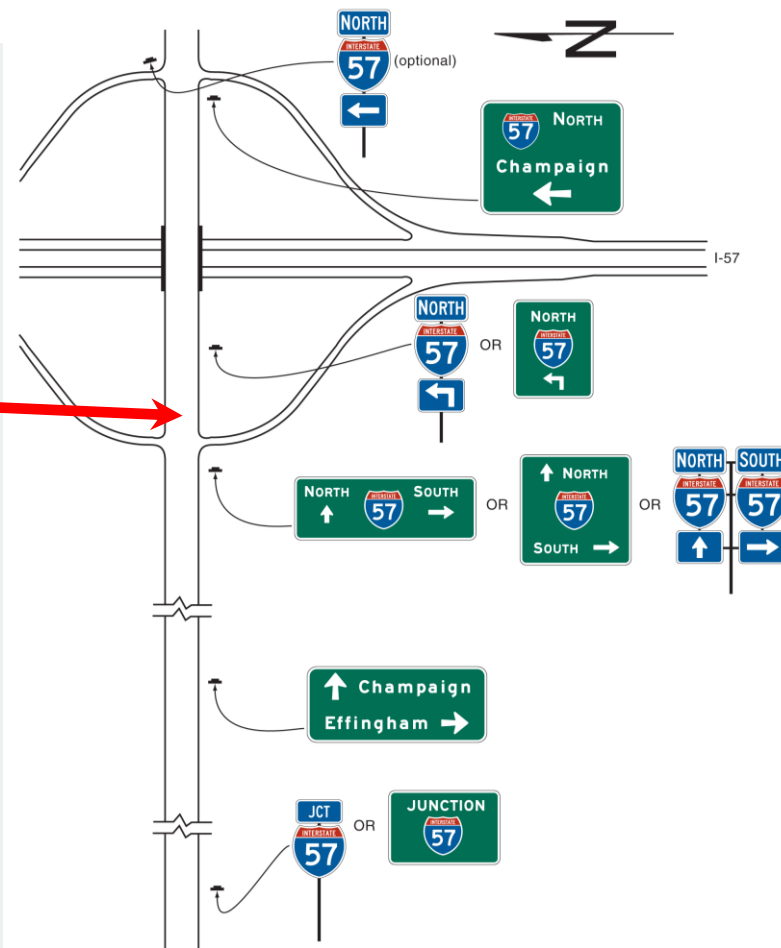 NORTH
INTERSTATE
57
(optional)
N
INTERSTATE
57
NORTH
Champaign
I-57
NORTH
INTERSTATE
57
OR
NORTH
INTERSTATE
57
NORTH
INTERSTATE
57
SOUTH
OR
NORTH
INTERSTATE
57
SOUTH
OR
NORTH
SOUTH
INTERSTATE
57
INTERSTATE
57
Champaign
Effingham
JCT
INTERSTATE
57
OR
JUNCTION
INTERSTATE
57